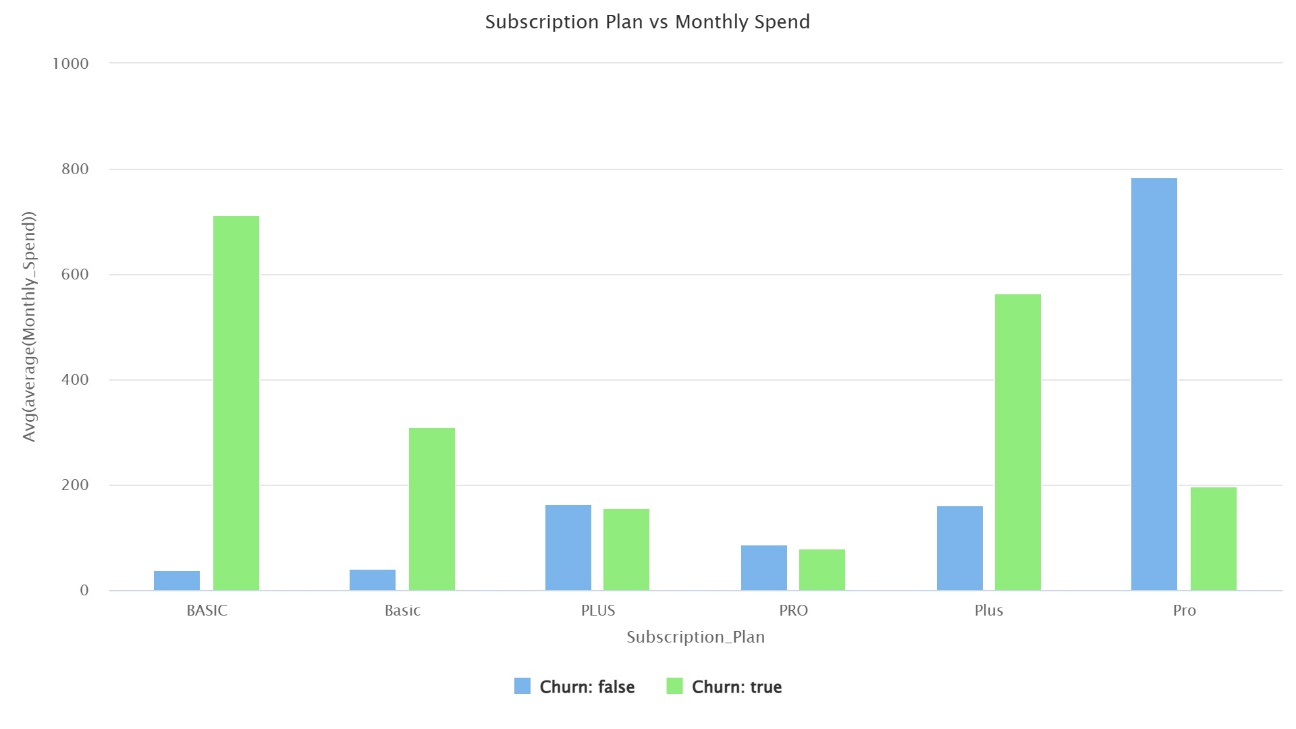 Subscription Plan vs Monthly Spend
1000
800
600
400
200
0
Avg(average(Monthly_Spend))
BASIC Basic PLUS PRO Plus Pro
Subscription_Plan
Churn: false Churn: true